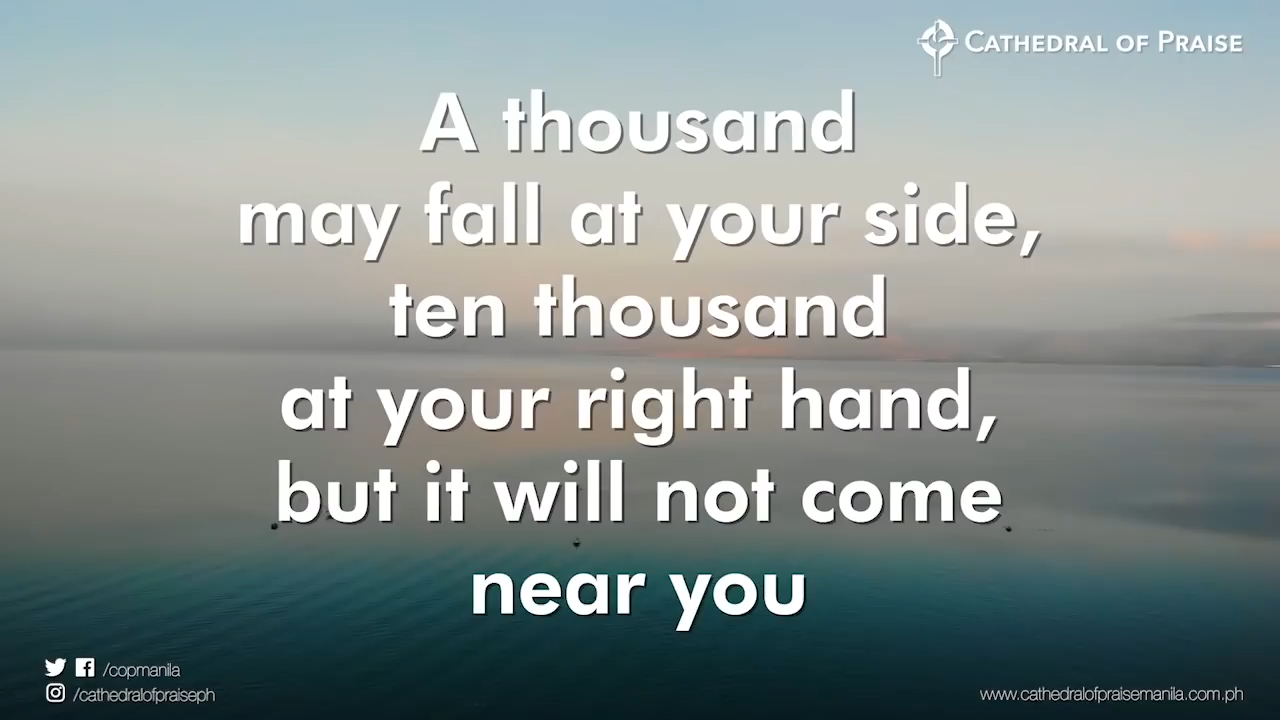 CATHEDRAL OF PRAISE
A thousand
may fall at your side,
ten thousand
at your right hand,
but it will not come
near you
/copmanila
/cathedralofpraiseph
www.cathedralofpraisemanila.com.ph